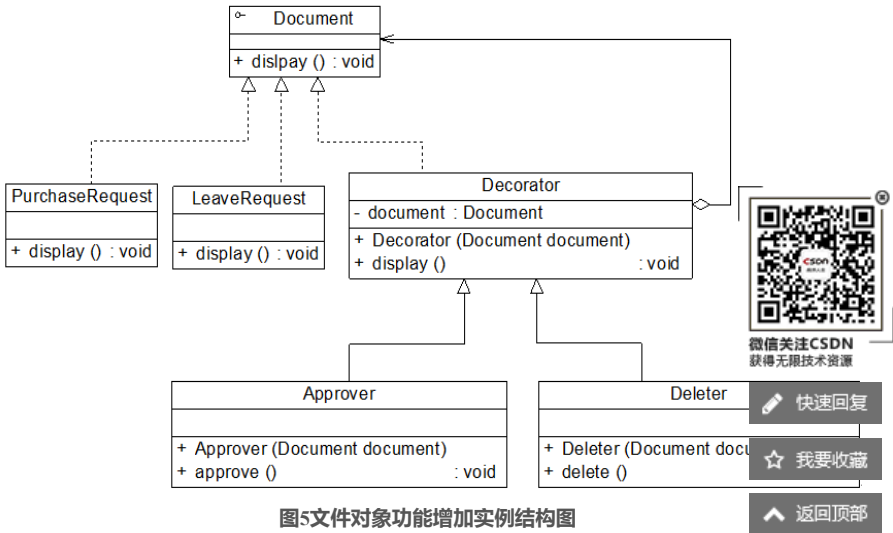 Document
+ dislpay () : void
PurchaseRequest
+ display () : void
LeaveRequest
+ display () : void
Decorator
- document : Document
+ Decorator (Document document)
+ display () : void
Approver
+ Approver (Document document)
+ approve () : void
Deleter
+ Deleter (Document docu
+ delete ()
CSDN
微信关注CSDN
获得无限技术资源
快速回复
我要收藏
返回顶部
图5文件对象功能增加实例结构图